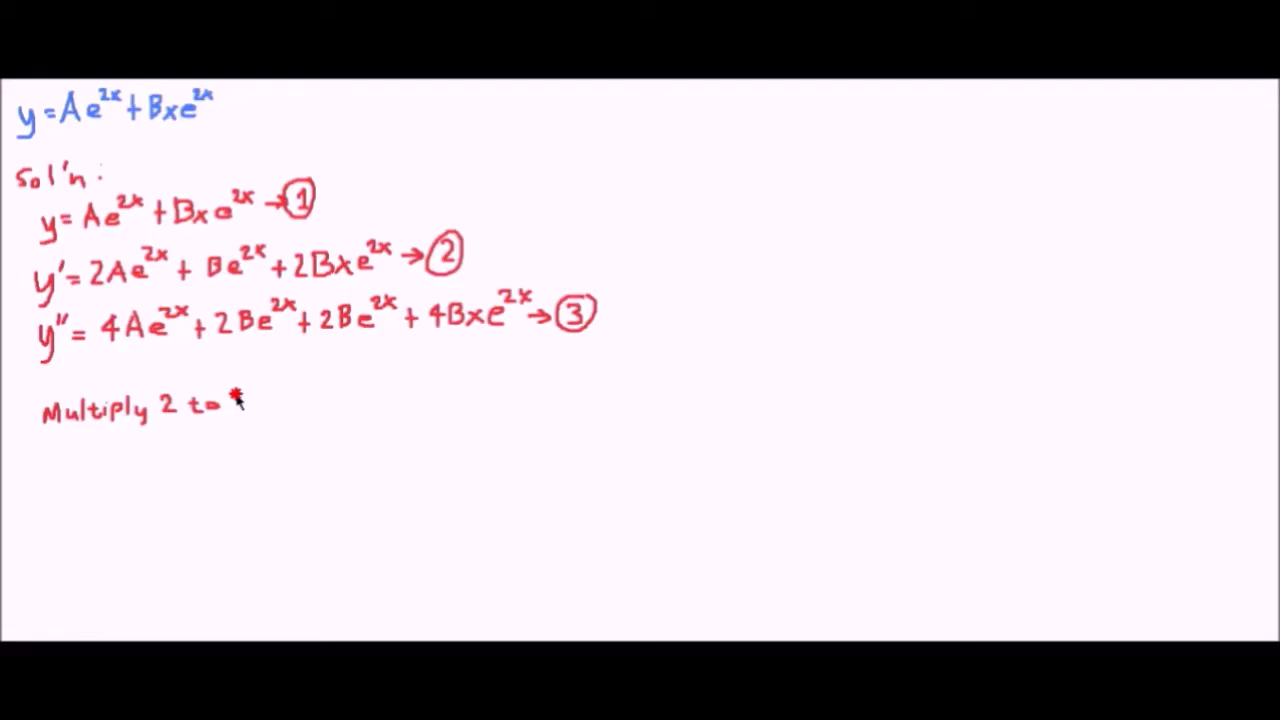 y = Ae^{2x} + Bxe^{2x}
Sol'n:
y = Ae^{2x} + Bxe^{2x} → ①
y' = 2Ae^{2x} + Be^{2x} + 2Bxe^{2x} → ②
y" = 4Ae^{2x} + 2Be^{2x} + 2Be^{2x} + 4Bxe^{2x} → ③
Multiply 2 to